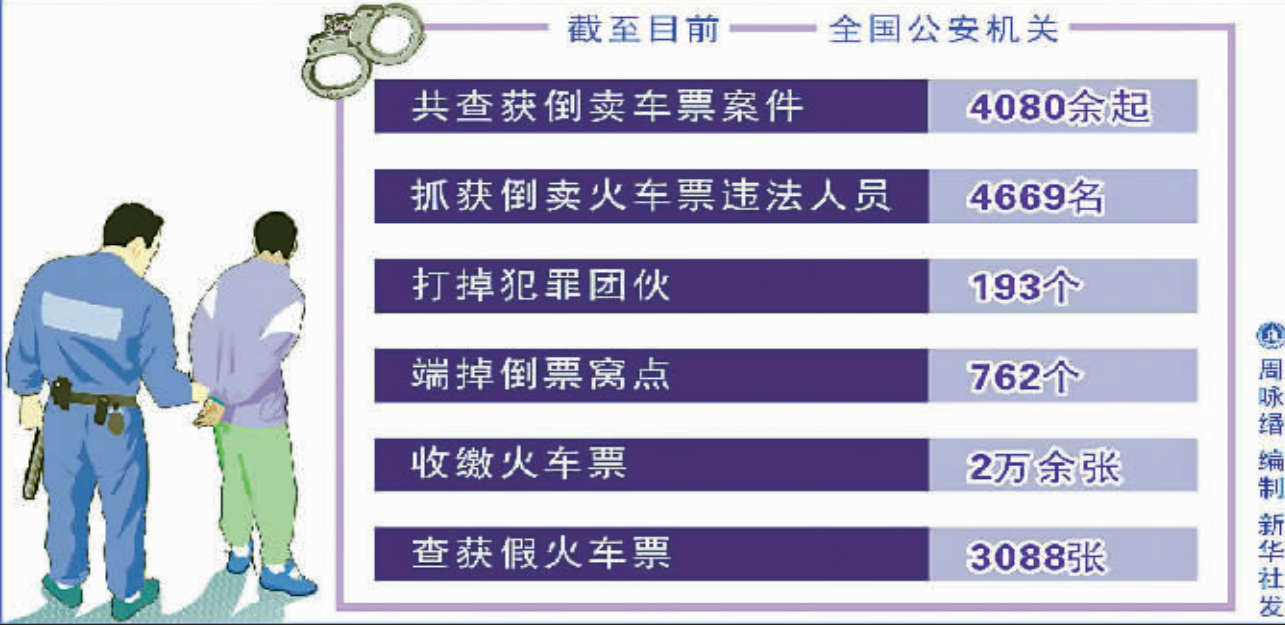 截至目前 全国公安机关
共查获倒卖车票案件 4080余起
抓获倒卖火车票违法人员 4669名
打掉犯罪团伙 193个
端掉倒票窝点 762个
收缴火车票 2万余张
查获假火车票 3088张
周咏缗 编制 新华社发